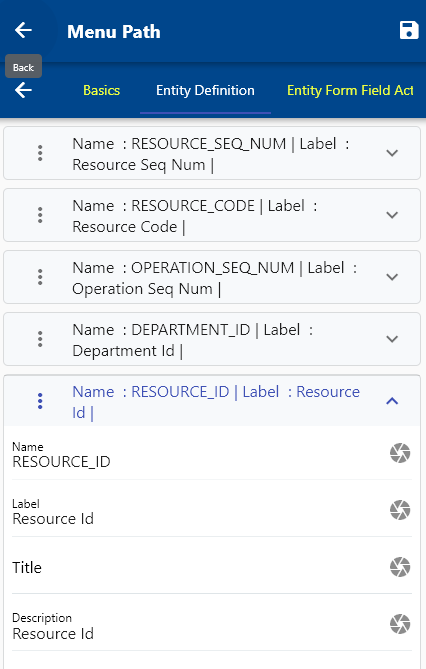 Menu Path
Back
Basics Entity Definition Entity Form Field Act
Name : RESOURCE_SEQ_NUM | Label :
Resource Seq Num |
Name : RESOURCE_CODE | Label :
Resource Code |
Name : OPERATION_SEQ_NUM | Label :
Operation Seq Num |
Name : DEPARTMENT_ID | Label :
Department Id |
Name : RESOURCE_ID | Label : Resource
Id |
Name
RESOURCE_ID
Label
Resource Id
Title
Description
Resource Id